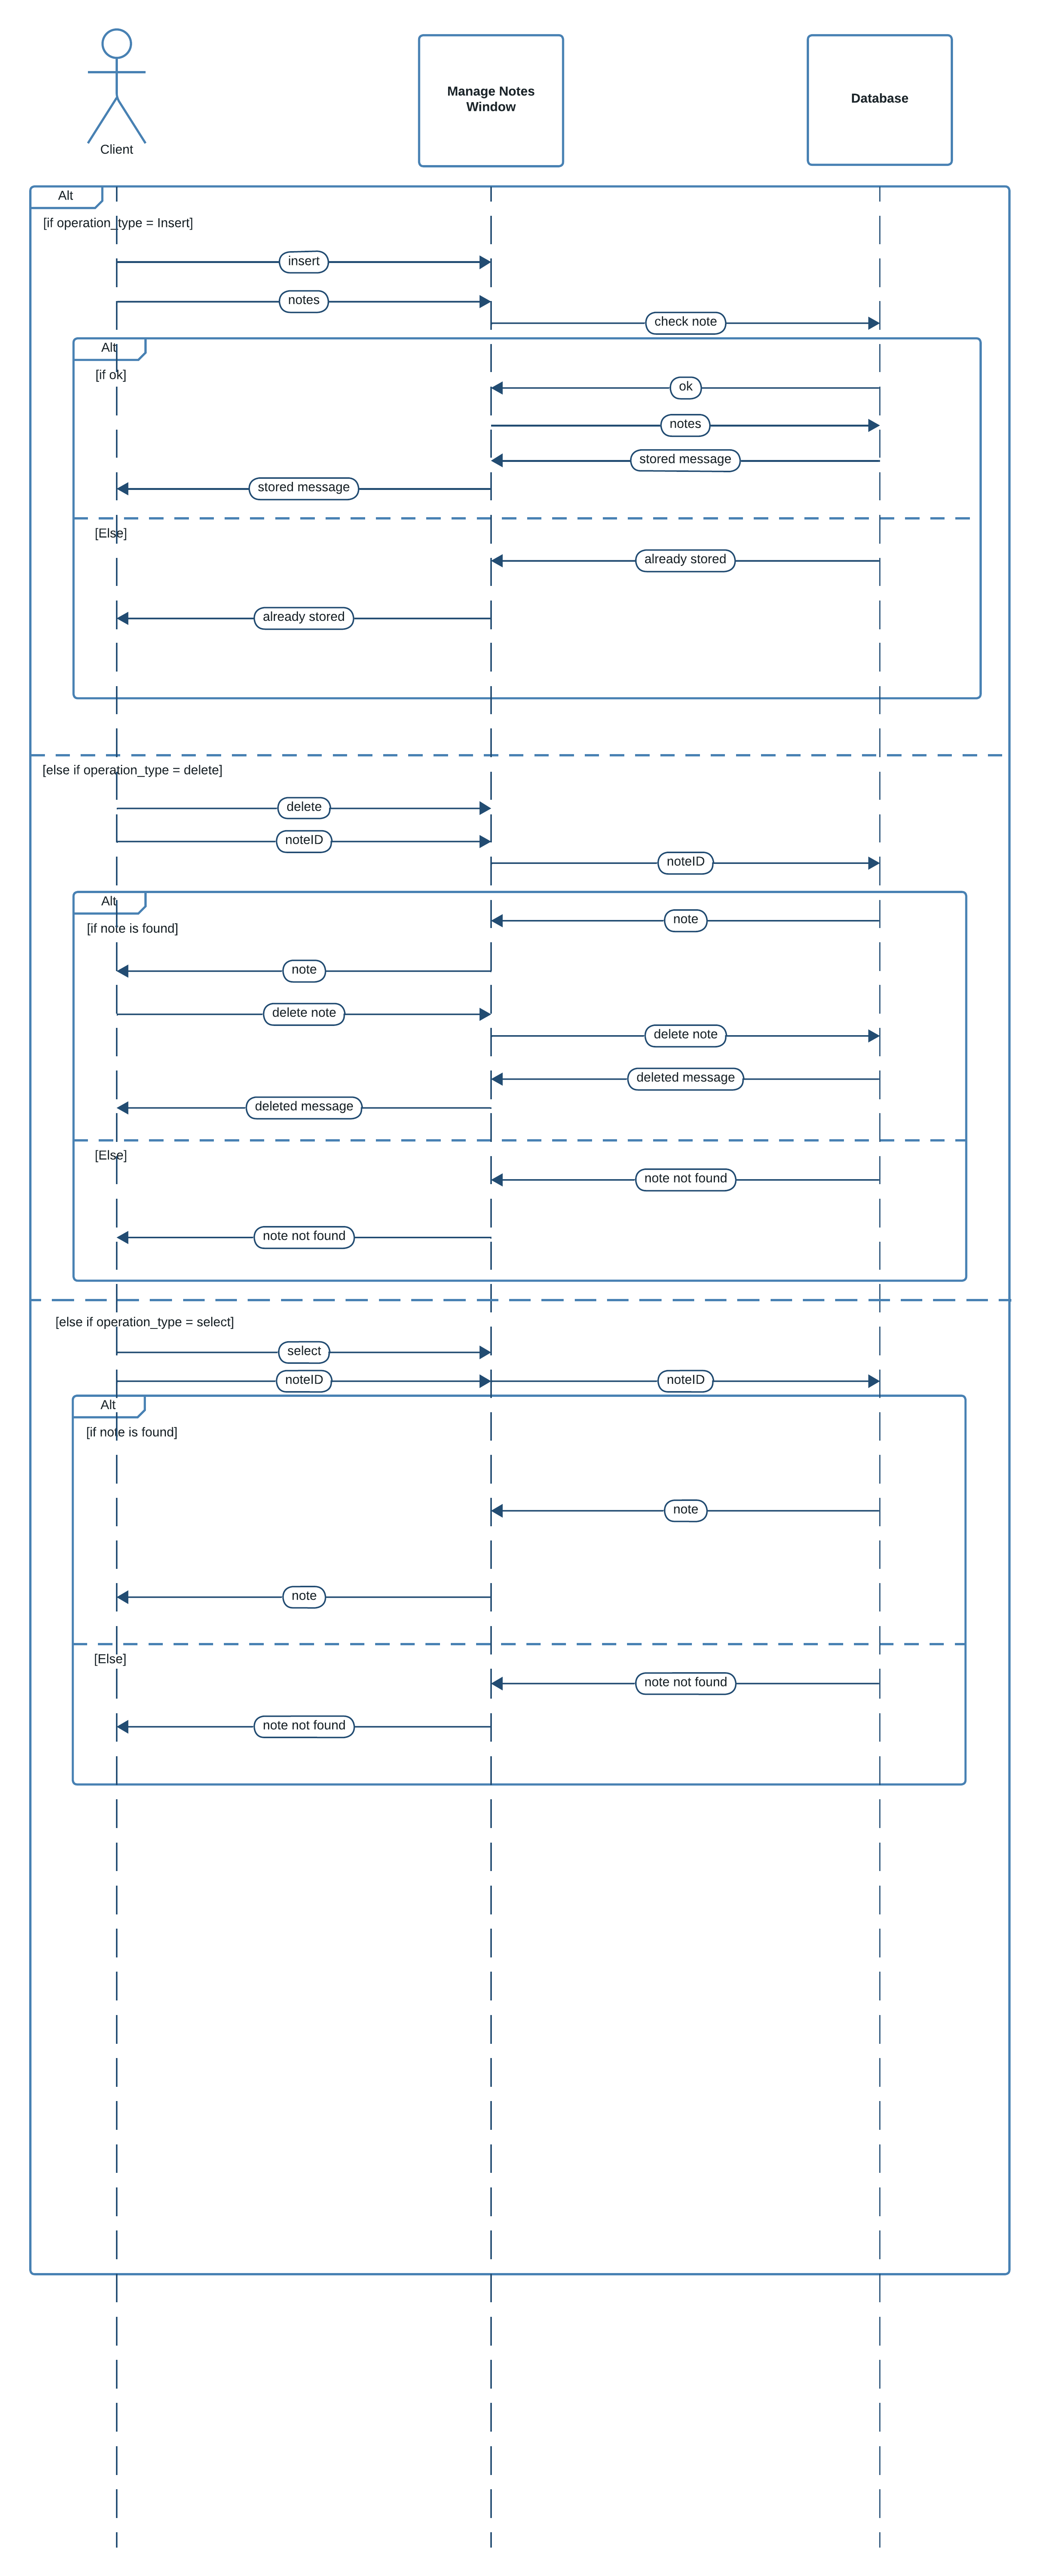 Client
Manage Notes
Window
Database
Alt
[if operation_type = Insert]
insert
notes
check note
Alt
[if ok]
ok
notes
stored message
stored message
[Else]
already stored
already stored
[else if operation_type = delete]
delete
noteID
noteID
Alt
[if note is found]
note
note
delete note
delete note
deleted message
deleted message
[Else]
note not found
note not found
[else if operation_type = select]
select
noteID
noteID
Alt
[if note is found]
note
note
[Else]
note not found
note not found